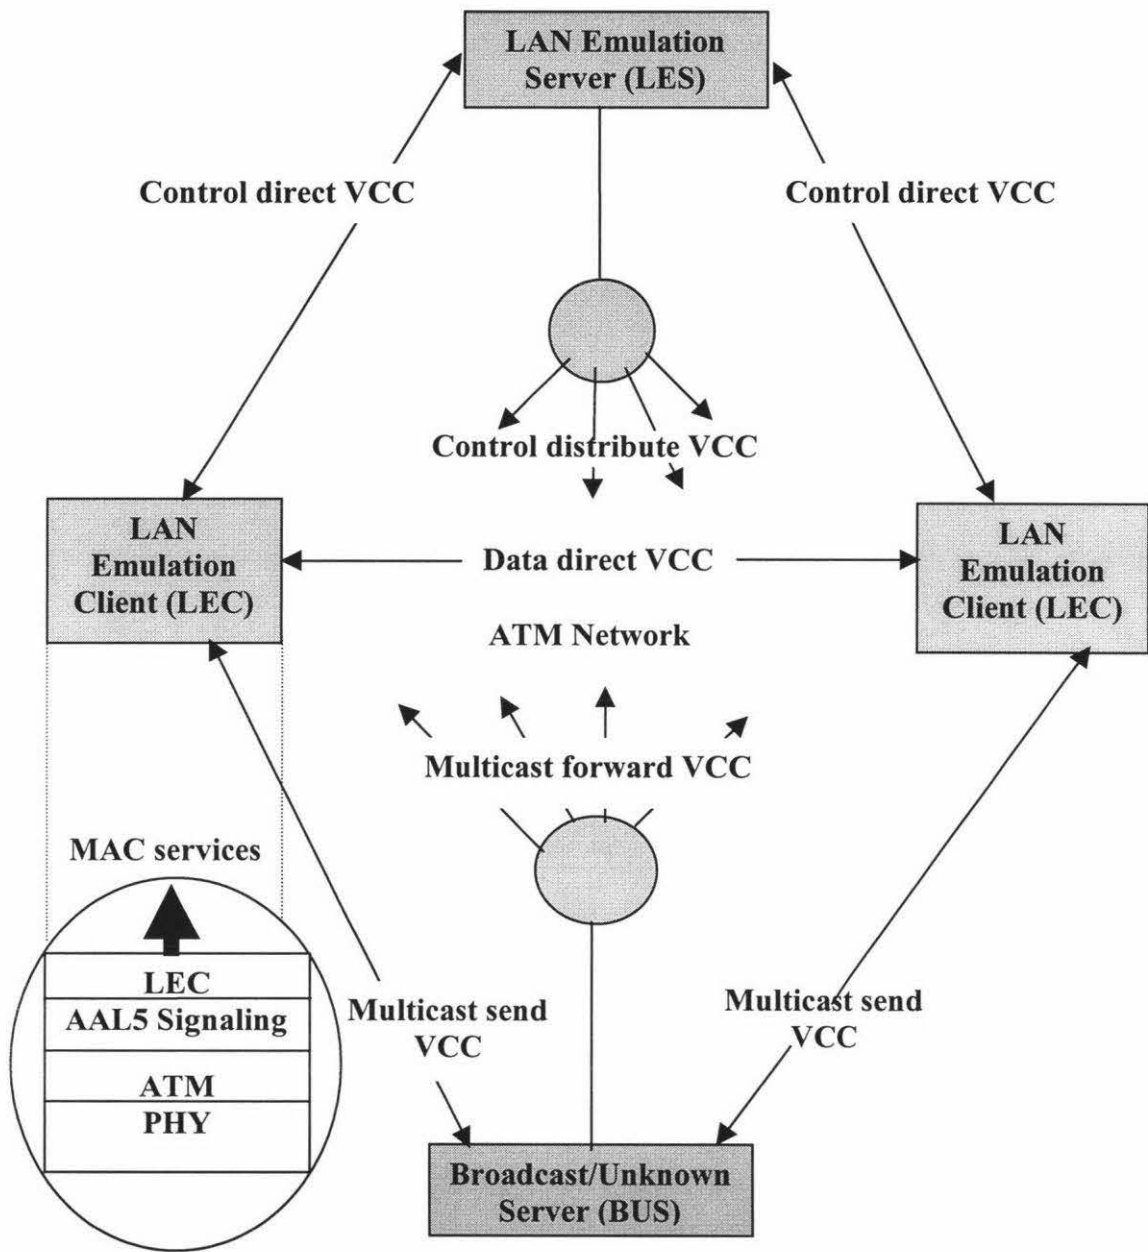 LAN Emulation
Server (LES)
Control direct VCC
Control direct VCC
Control distribute VCC
LAN
Emulation
Client (LEC)
Data direct VCC
LAN
Emulation
Client (LEC)
ATM Network
Multicast forward VCC
MAC services
LEC
AAL5 Signaling
ATM
PHY
Multicast send
VCC
Multicast send
VCC
Broadcast/Unknown
Server (BUS)